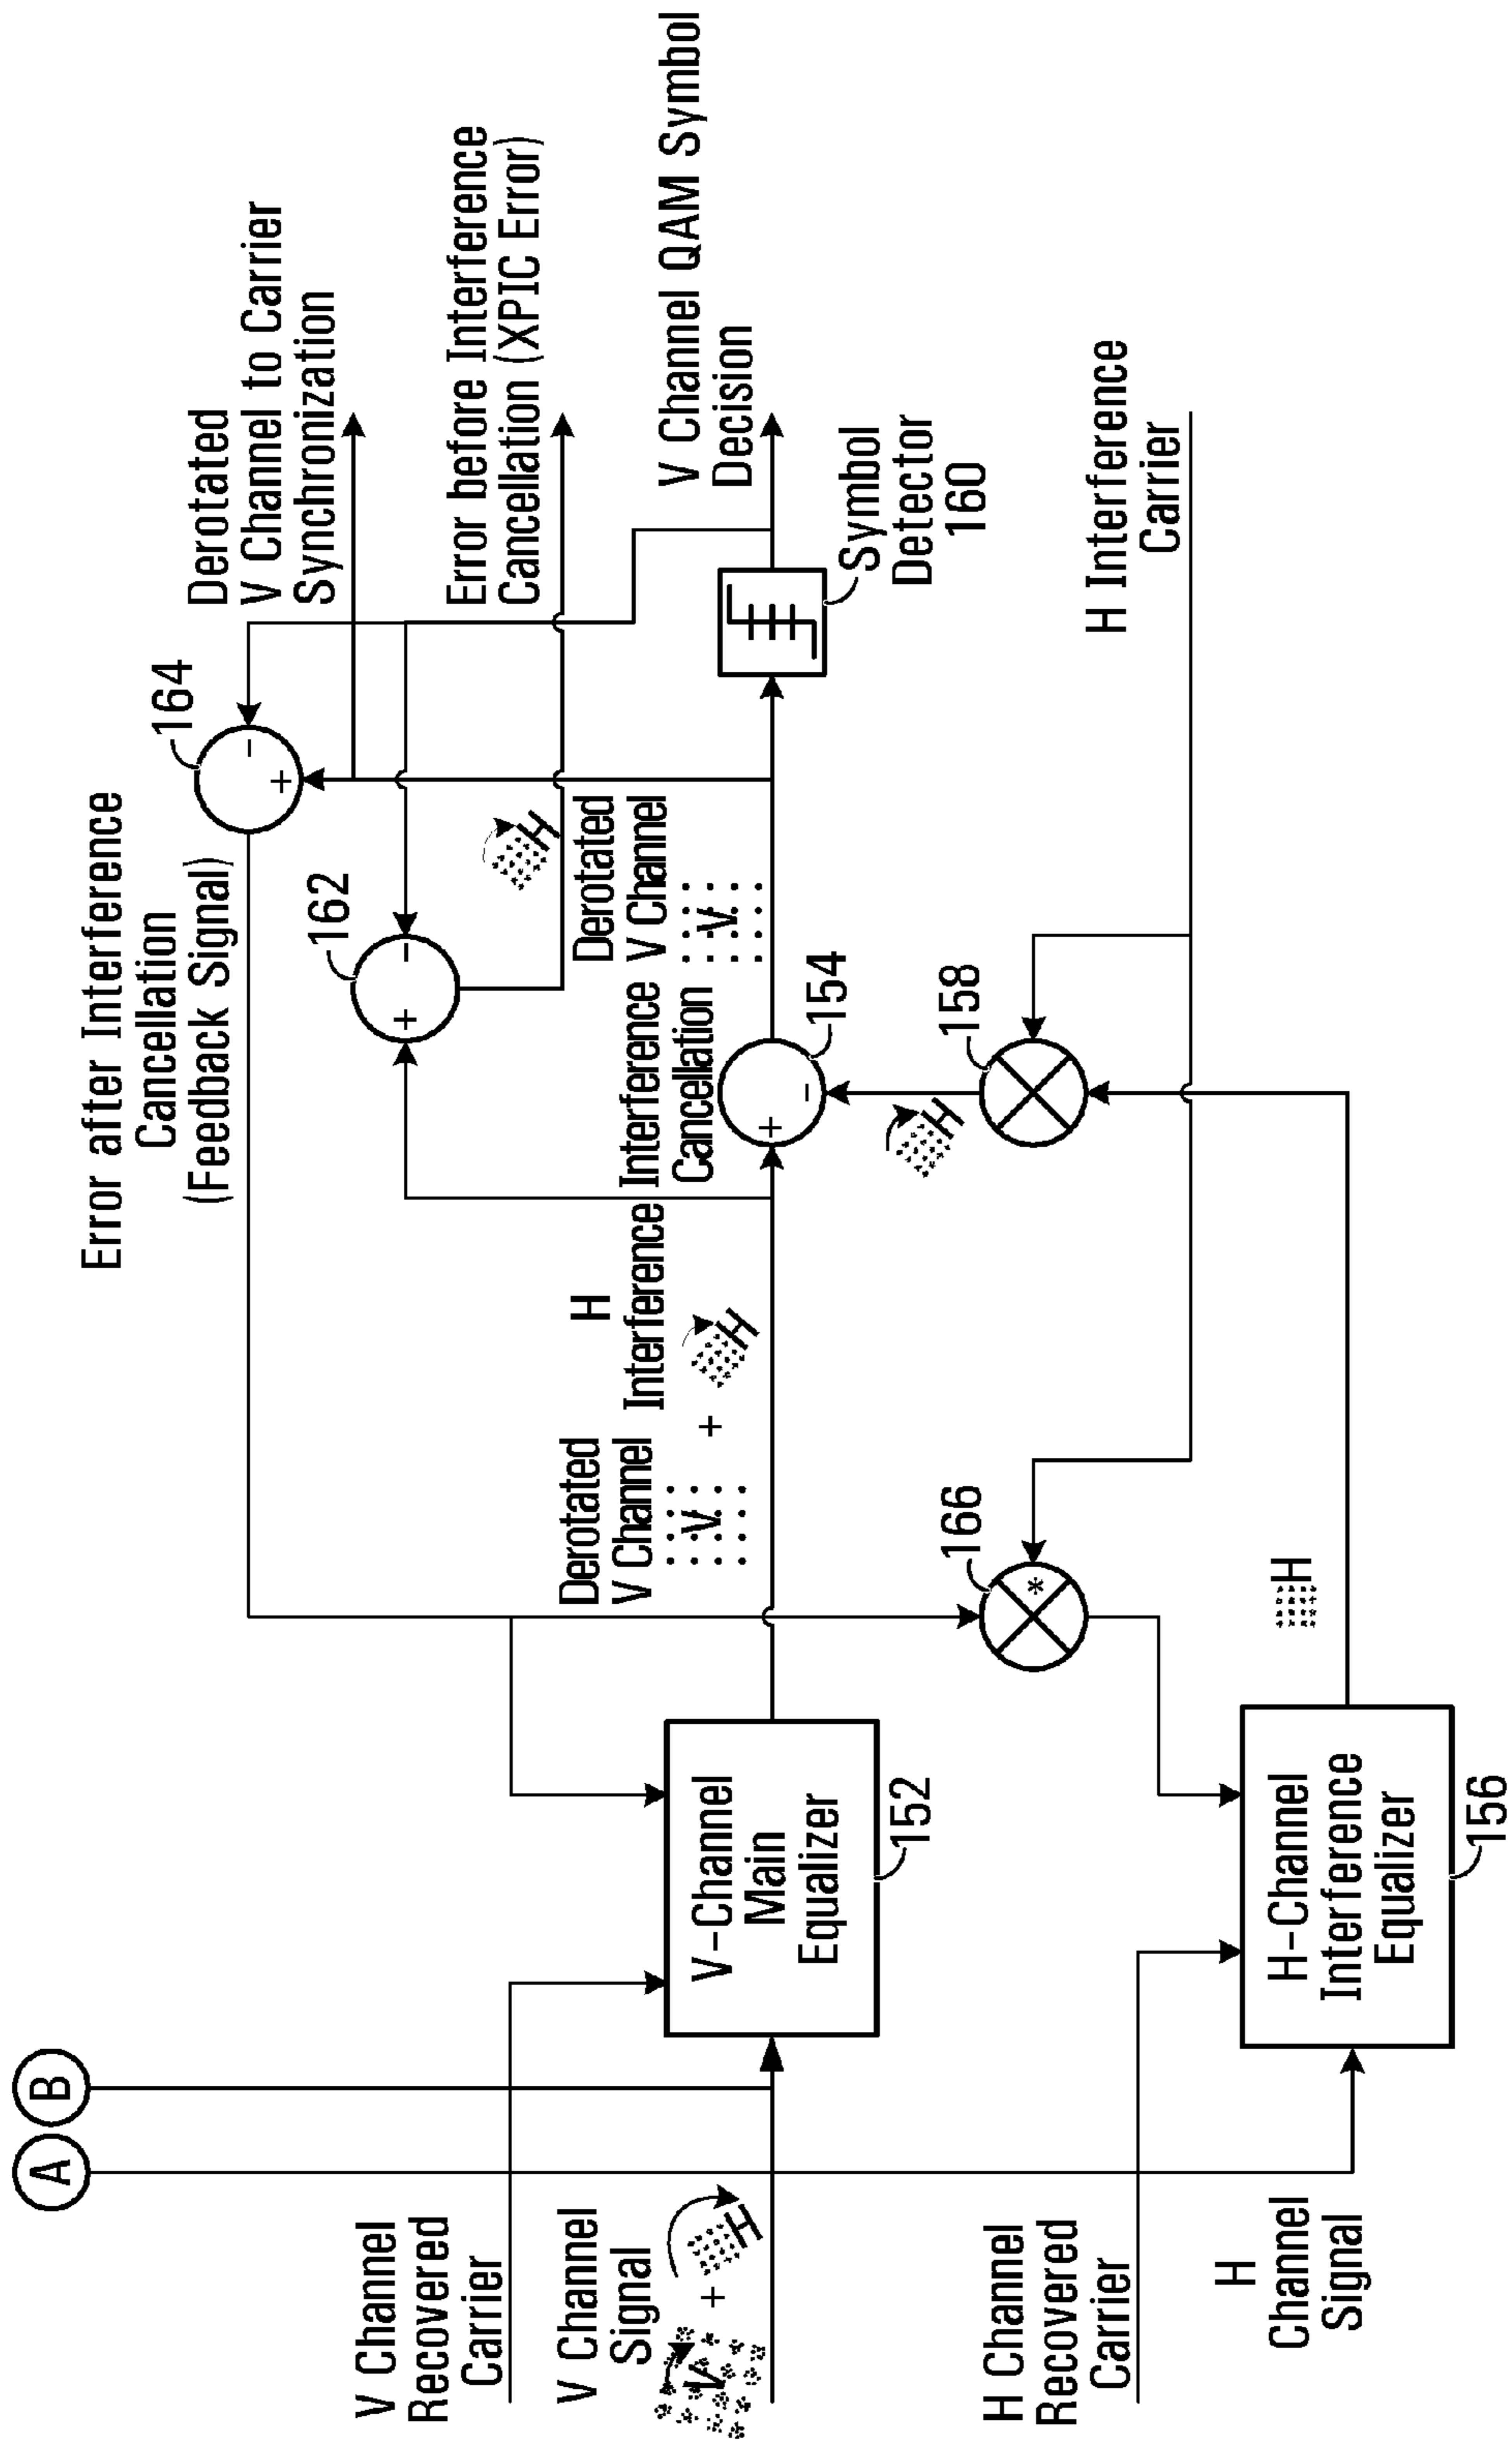 A
B
V Channel
Recovered
Carrier
V Channel
Signal
V
+
H
H Channel
Recovered
Carrier
H
Channel
Signal
V-Channel
Main
Equalizer
152
H-Channel
Interference
Equalizer
156
Error after Interference
Cancellation
(Feedback Signal)
Derotated
V Channel
V
+
H
Interference
H
166
*
H
Interference
Cancellation
+
-
154
H
158
162
+
-
164
-
+
H
Derotated
V Channel
V
Derotated
V Channel to Carrier
Synchronization
Error before Interference
Cancellation (XPIC Error)
V Channel QAM Symbol
Decision
Symbol
Detector
160
H Interference
Carrier